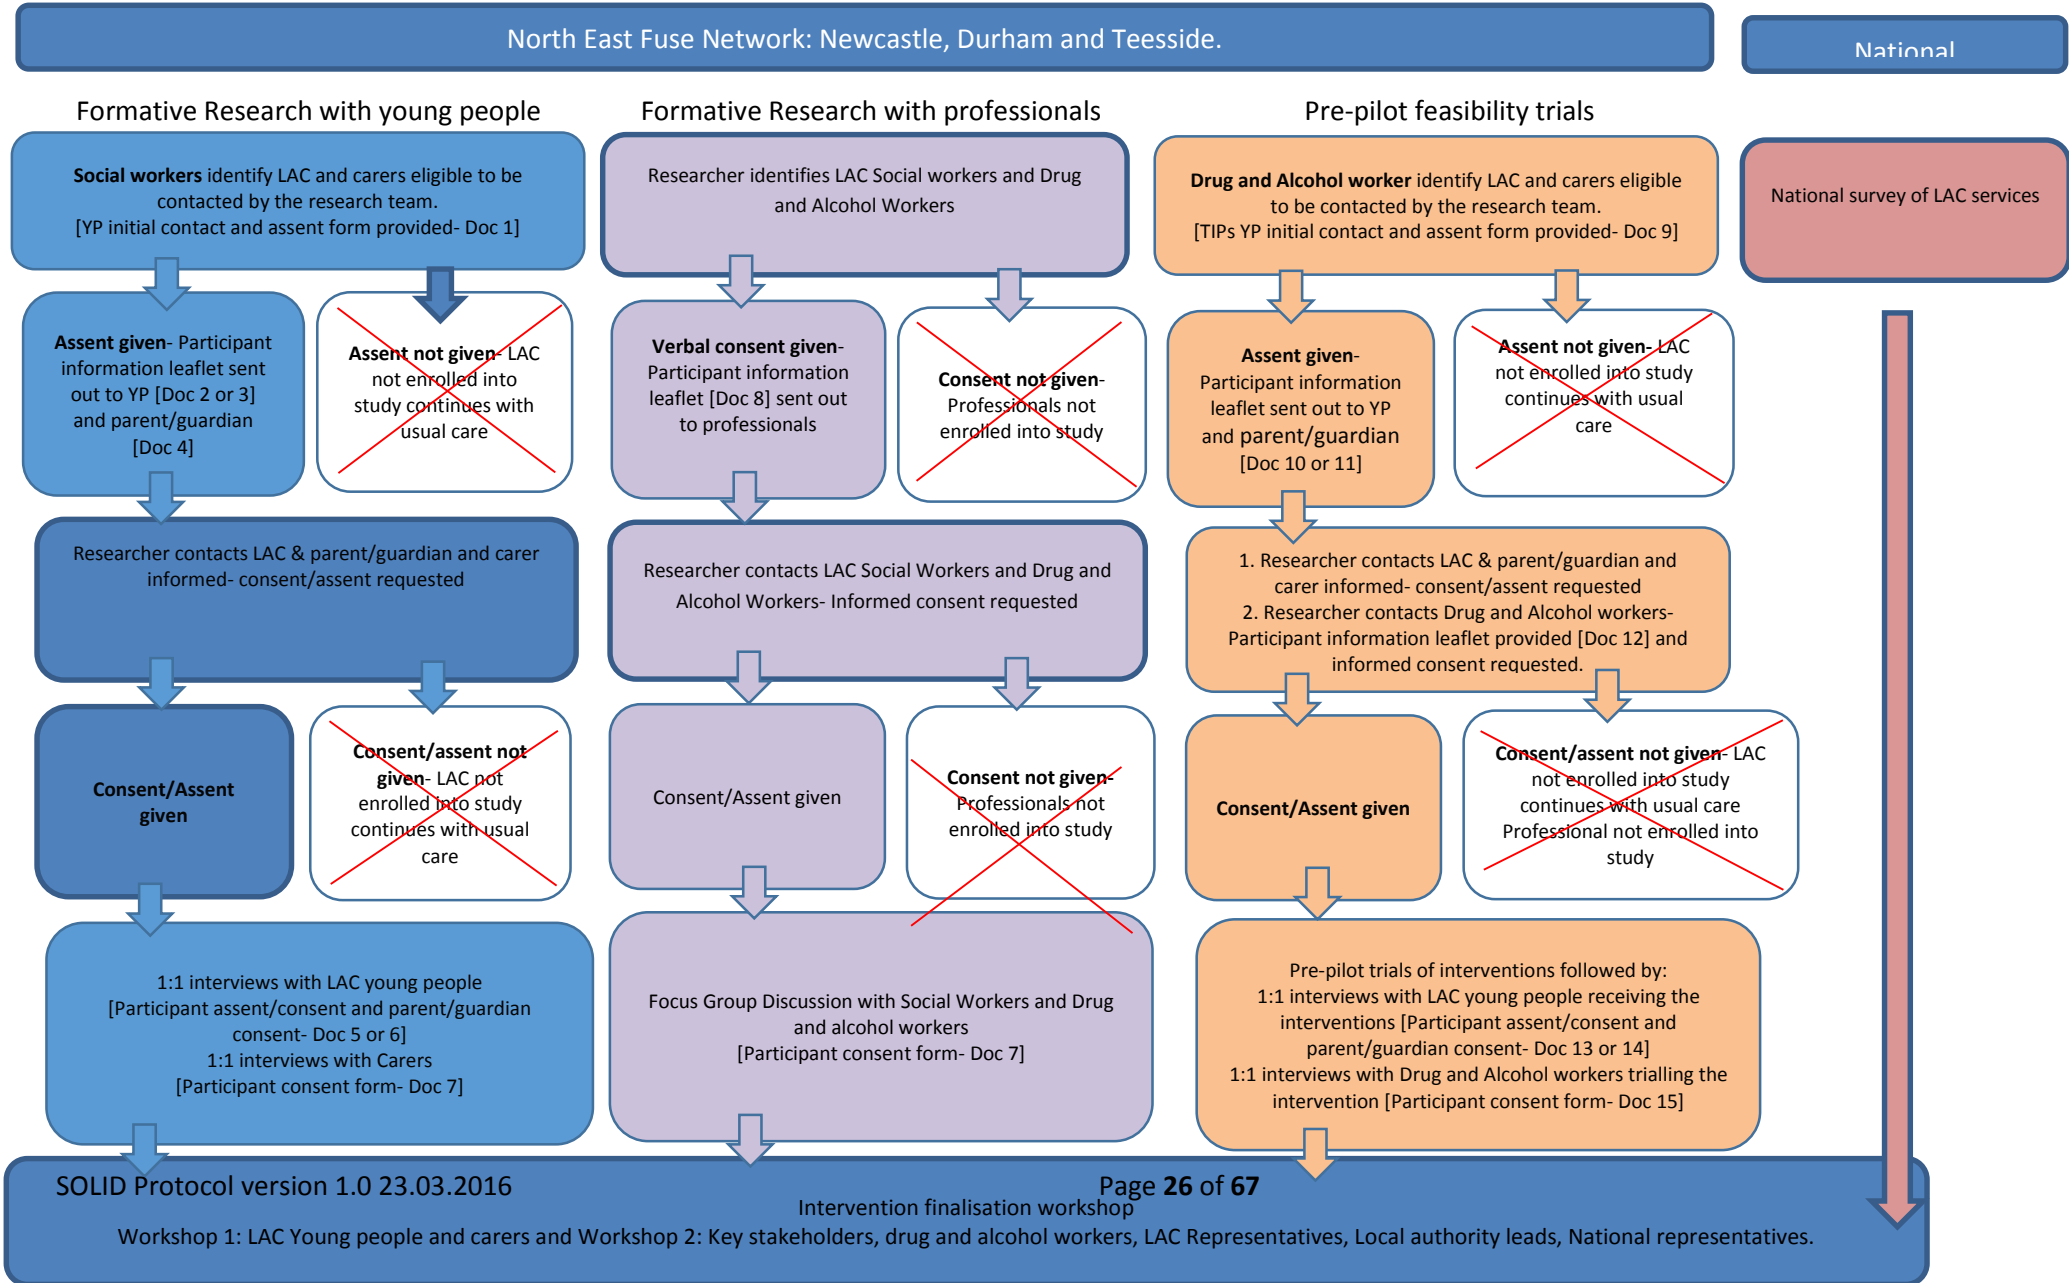 North East Fuse Network: Newcastle, Durham and Teesside.
National
Formative Research with young people
Formative Research with professionals
Pre-pilot feasibility trials
Social workers identify LAC and carers eligible to be
contacted by the research team.
[YP initial contact and assent form provided- Doc 1]
Researcher identifies LAC Social workers and Drug
and Alcohol Workers
Drug and Alcohol worker identify LAC and carers eligible
to be contacted by the research team.
[TIPs YP initial contact and assent form provided- Doc 9]
National survey of LAC services
Assent given- Participant
information leaflet sent
out to YP [Doc 2 or 3]
and parent/guardian
[Doc 4]
Assent not given- LAC
not enrolled into
study continues with
usual care
Verbal consent given-
Participant information
leaflet [Doc 8] sent out
to professionals
Consent not given-
Professionals not
enrolled into study
Assent given-
Participant information
leaflet sent out to YP
and parent/guardian
[Doc 10 or 11]
Assent not given- LAC
not enrolled into study
continues with usual
care
Researcher contacts LAC & parent/guardian and carer
informed- consent/assent requested
Researcher contacts LAC Social Workers and Drug and
Alcohol Workers- Informed consent requested
1. Researcher contacts LAC & parent/guardian and
carer informed- consent/assent requested
2. Researcher contacts Drug and Alcohol workers-
Participant information leaflet provided [Doc 12] and
informed consent requested.
Consent/Assent
given
Consent/assent not
given- LAC not
enrolled into study
continues with usual
care
Consent/Assent given
Consent not given-
Professionals not
enrolled into study
Consent/Assent given
Consent/assent not given- LAC
not enrolled into study
continues with usual care
Professional not enrolled into
study
1:1 interviews with LAC young people
[Participant assent/consent and parent/guardian
consent- Doc 5 or 6]
1:1 interviews with Carers
[Participant consent form- Doc 7]
Focus Group Discussion with Social Workers and Drug
and alcohol workers
[Participant consent form- Doc 7]
Pre-pilot trials of interventions followed by:
1:1 interviews with LAC young people receiving the
interventions [Participant assent/consent and
parent/guardian consent- Doc 13 or 14]
1:1 interviews with Drug and Alcohol workers trialling the
intervention [Participant consent form- Doc 15]
SOLID Protocol version 1.0 23.03.2016
Page 26 of 67
Intervention finalisation workshop
Workshop 1: LAC Young people and carers and Workshop 2: Key stakeholders, drug and alcohol workers, LAC Representatives, Local authority leads, National representatives.